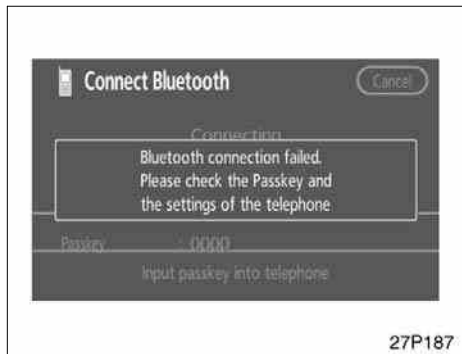 Connect Bluetooth
Cancel
Connecting
Bluetooth connection failed.
Please check the Passkey and
the settings of the telephone
Passkey : 0000
Input passkey into telephone
27P187